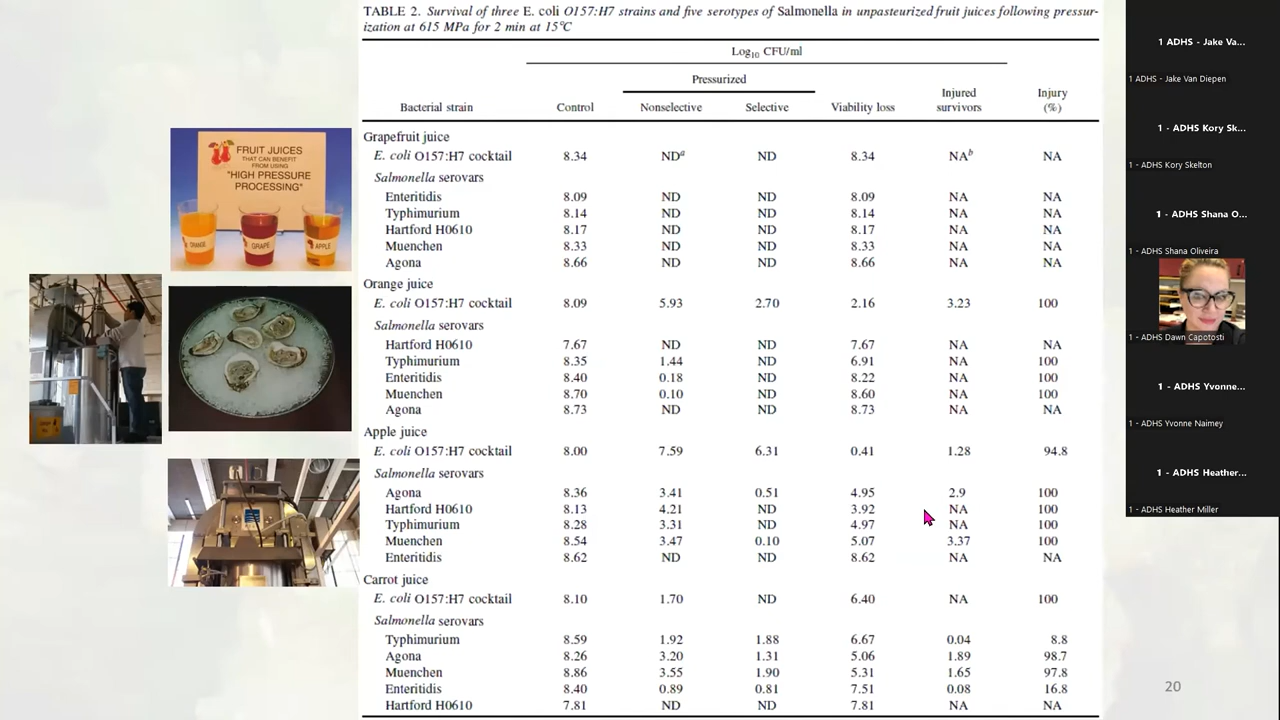 TABLE 2. Survival of three E. coli O157:H7 strains and five serotypes of Salmonella in unpasteurized fruit juices following pressur-
ization at 615 MPa for 2 min at 15°C
Log10 CFU/ml
Pressurized
Bacterial strain Control Nonselective Selective Viability loss Injured survivors Injury (%)
Grapefruit juice
E. coli O157:H7 cocktail 8.34 NDa ND 8.34 NAb NA
Salmonella serovars
Enteritidis 8.09 ND ND 8.09 NA NA
Typhimurium 8.14 ND ND 8.14 NA NA
Hartford H0610 8.17 ND ND 8.17 NA NA
Muenchen 8.33 ND ND 8.33 NA NA
Agona 8.66 ND ND 8.66 NA NA
Orange juice
E. coli O157:H7 cocktail 8.09 5.93 2.70 2.16 3.23 100
Salmonella serovars
Hartford H0610 7.67 ND ND 7.67 NA NA
Typhimurium 8.35 1.44 ND 6.91 NA 100
Enteritidis 8.40 0.18 ND 8.22 NA 100
Muenchen 8.70 0.10 ND 8.60 NA 100
Agona 8.73 ND ND 8.73 NA NA
Apple juice
E. coli O157:H7 cocktail 8.00 7.59 6.31 0.41 1.28 94.8
Salmonella serovars
Agona 8.36 3.41 0.51 4.95 2.9 100
Hartford H0610 8.13 4.21 ND 3.92 NA 100
Typhimurium 8.28 3.31 ND 4.97 NA 100
Muenchen 8.54 3.47 0.10 5.07 3.37 100
Enteritidis 8.62 ND ND 8.62 NA NA
Carrot juice
E. coli O157:H7 cocktail 8.10 1.70 ND 6.40 NA 100
Salmonella serovars
Typhimurium 8.59 1.92 1.88 6.67 0.04 8.8
Agona 8.26 3.20 1.31 5.06 1.89 98.7
Muenchen 8.86 3.55 1.90 5.31 1.65 97.8
Enteritidis 8.40 0.89 0.81 7.51 0.08 16.8
Hartford H0610 7.81 ND ND 7.81 NA NA
FRUIT JUICES
THAT CAN BENEFIT
FROM USING
"HIGH PRESSURE
PROCESSING"
ORANGE
GRAPE
APPLE
20
1 ADHS - Jake Va...
1 - ADHS - Jake Van Diepen
1 - ADHS Kory Sk...
1 - ADHS Kory Skelton
1 - ADHS Shana O...
1 - ADHS Shana Oliveira
1 - ADHS Dawn Capotosti
1 - ADHS Yvonne...
1 - ADHS Yvonne Naimey
1 - ADHS Heather...
1 - ADHS Heather Miller